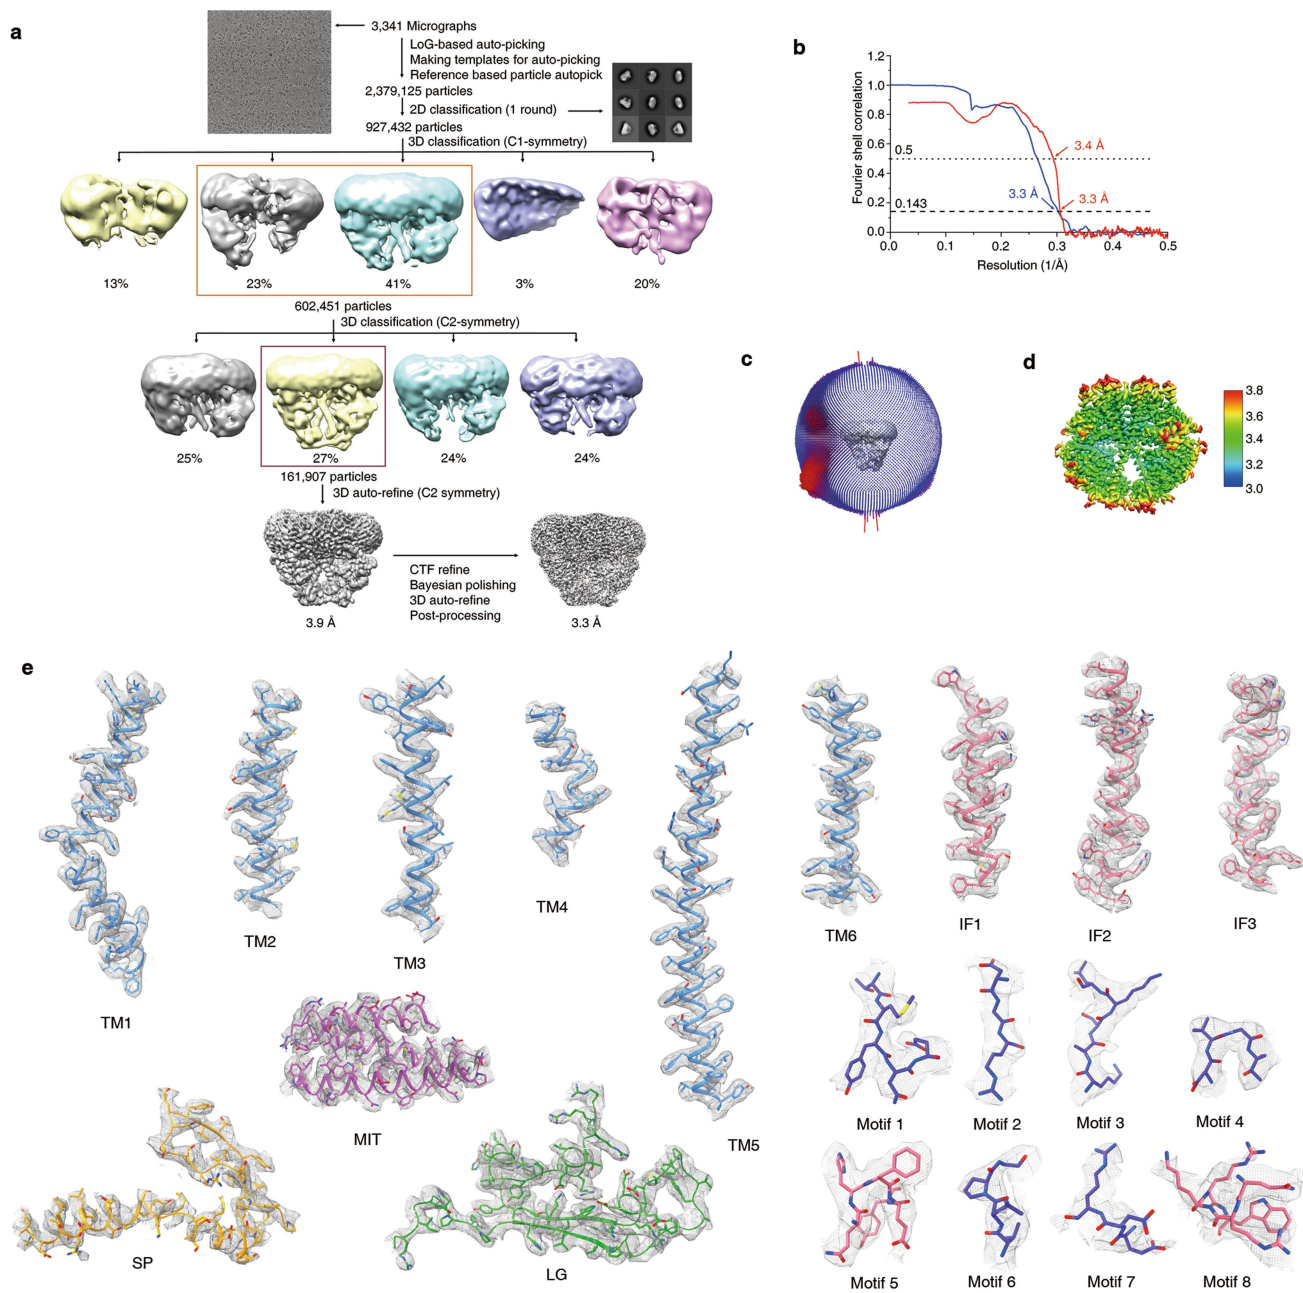 a
3,341 Micrographs
LoG-based auto-picking
Making templates for auto-picking
Reference based particle autopick
2,379,125 particles
2D classification (1 round)
927,432 particles
3D classification (C1-symmetry)
13%
23%
41%
3%
20%
602,451 particles
3D classification (C2-symmetry)
25%
27%
24%
24%
161,907 particles
3D auto-refine (C2 symmetry)
CTF refine
Bayesian polishing
3D auto-refine
Post-processing
3.9 Å
3.3 Å
b
Fourier shell correlation
1.2
1.0
0.8
0.6
0.4
0.2
0.0
0.5
0.143
3.4 Å
3.3 Å
3.3 Å
0.0
0.1
0.2
0.3
0.4
0.5
Resolution (1/Å)
c
d
3.8
3.6
3.4
3.2
3.0
e
TM1
TM2
TM3
TM4
TM5
TM6
IF1
IF2
IF3
MIT
SP
LG
Motif 1
Motif 2
Motif 3
Motif 4
Motif 5
Motif 6
Motif 7
Motif 8